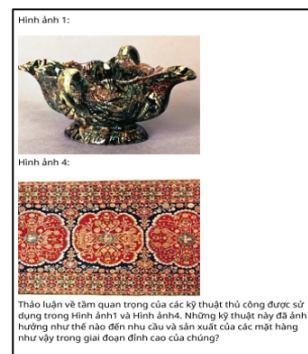 Hình ảnh 1:
Hình ảnh 4:
Thảo luận về tầm quan trọng của các kỹ thuật thủ công được sử
dụng trong Hình ảnh1 và Hình ảnh4. Những kỹ thuật này đã ảnh
hưởng như thế nào đến nhu cầu và sản xuất của các mặt hàng
như vậy trong giai đoạn đỉnh cao của chúng?